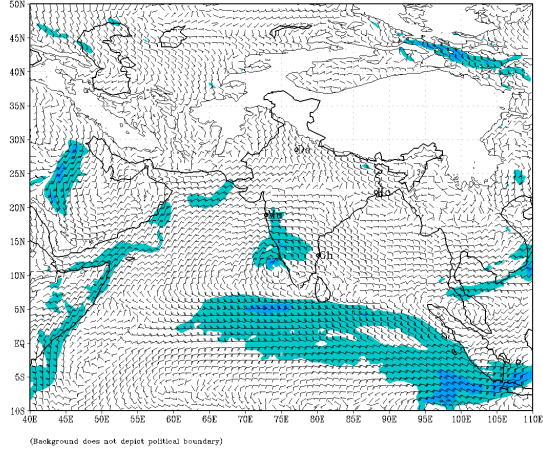 50N
45N
40N
35N
30N
25N
20N
15N
10N
5N
EQ
5S
10S
40E 45E 50E 55E 60E 65E 70E 75E 80E 85E 90E 95E 100E 105E 110E
(Background does not depict political boundary)